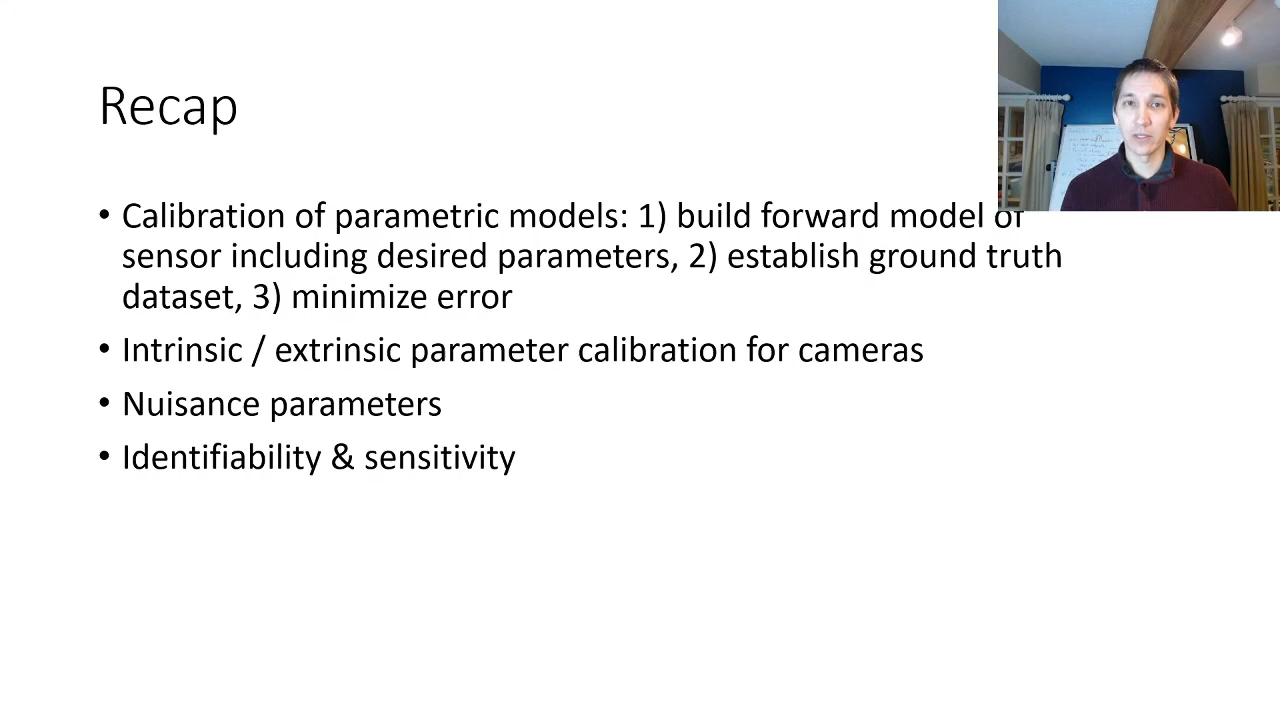 Recap
• Calibration of parametric models: 1) build forward model of
sensor including desired parameters, 2) establish ground truth
dataset, 3) minimize error
• Intrinsic / extrinsic parameter calibration for cameras
• Nuisance parameters
• Identifiability & sensitivity